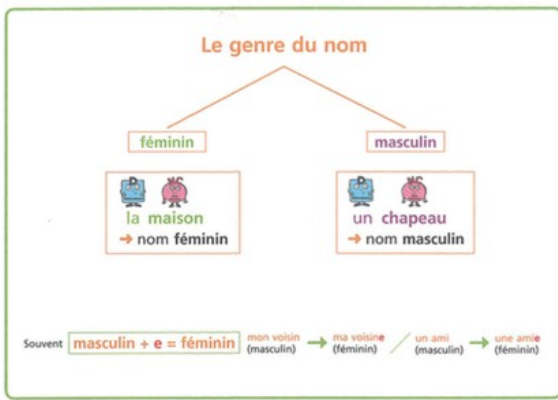 Le genre du nom
féminin
masculin
D
la maison
➔ nom féminin
D
un chapeau
➔ nom masculin
Souvent masculin + e = féminin mon voisin ➔ ma voisine / un ami ➔ une amie
(masculin) (féminin) (masculin) (féminin)